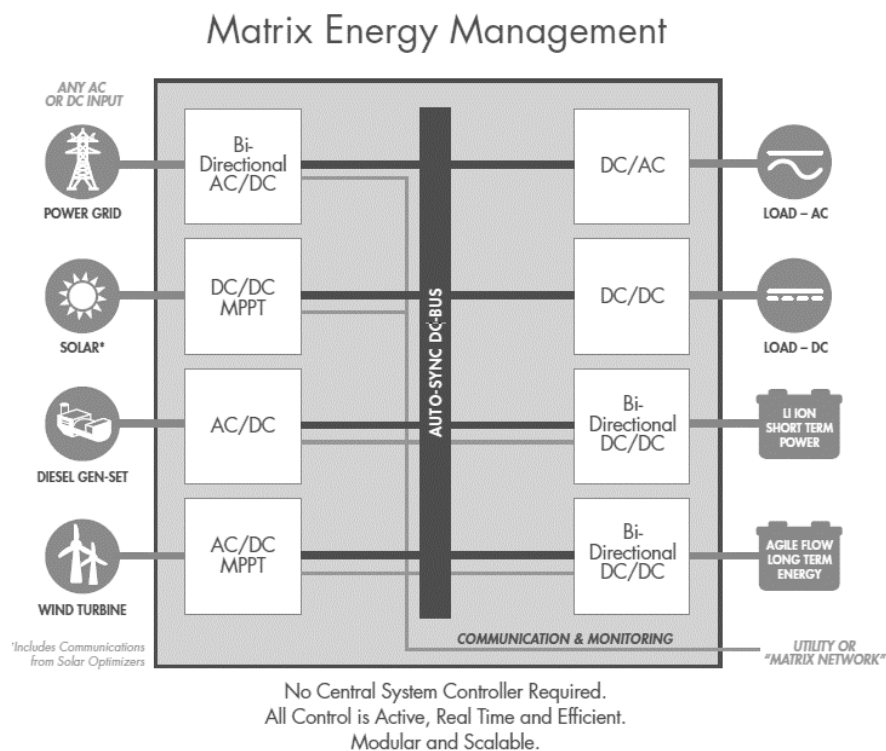 Matrix Energy Management
ANY AC
OR DC INPUT
POWER GRID
SOLAR*
DIESEL GEN-SET
WIND TURBINE
*Includes Communications
from Solar Optimizers
Bi-
Directional
AC/DC
DC/DC
MPPT
AC/DC
AC/DC
MPPT
AUTO-SYNC DC-BUS
DC/AC
DC/DC
Bi-
Directional
DC/DC
Bi-
Directional
DC/DC
COMMUNICATION & MONITORING
LOAD – AC
LOAD – DC
LI ION
SHORT TERM
POWER
AGILE FLOW
LONG TERM
ENERGY
UTILITY OR
"MATRIX NETWORK"
No Central System Controller Required.
All Control is Active, Real Time and Efficient.
Modular and Scalable.